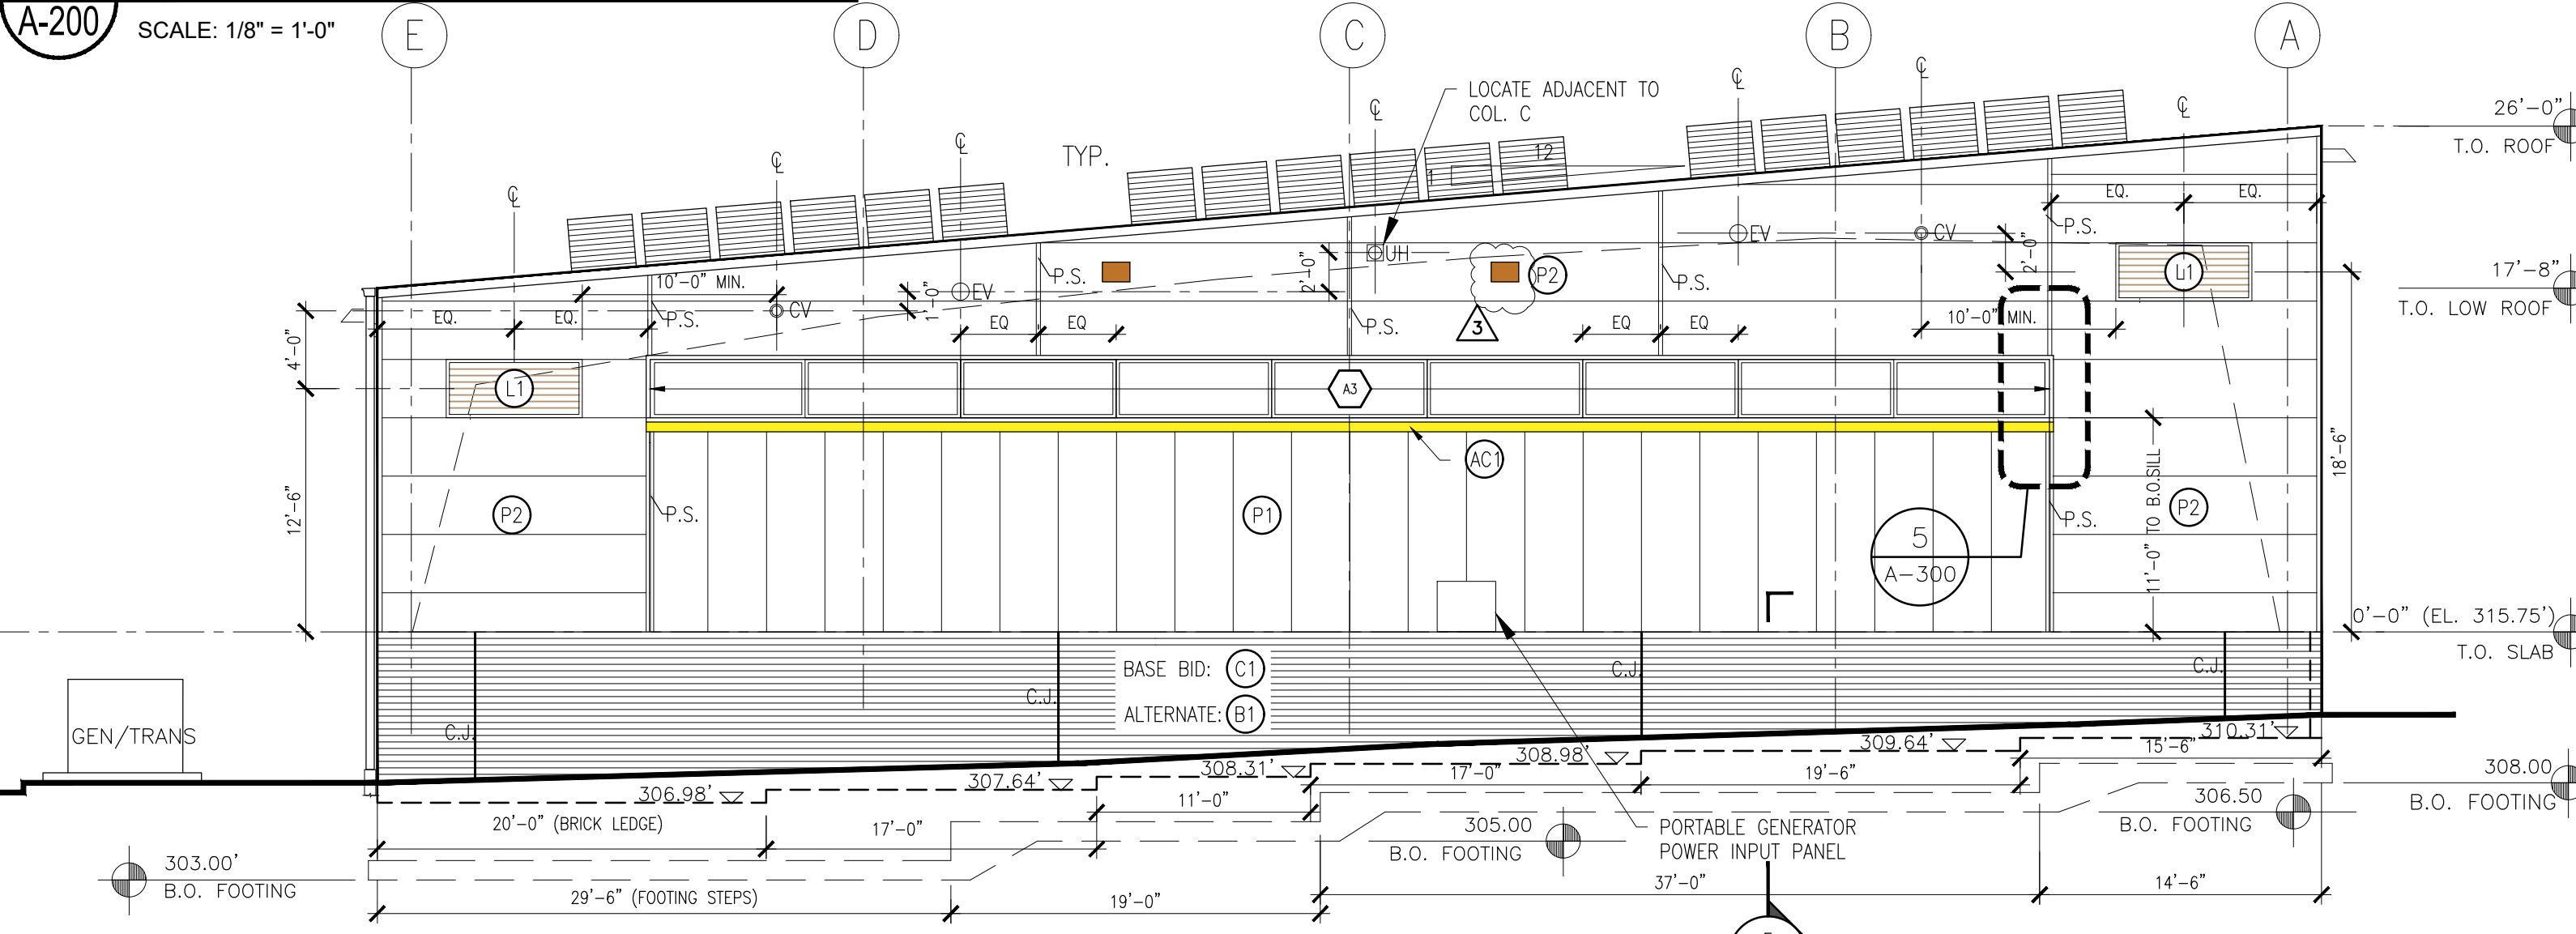 A-200
SCALE: 1/8" = 1'-0"
E
D
C
B
A
℄
℄
℄
℄
℄
℄
℄
LOCATE ADJACENT TO
COL. C
TYP.
12
1
26'-0"
T.O. ROOF
EQ.
EQ.
P.S.
EV
CV
2'-0"
UH
2'-0"
P2
3
L1
17'-8"
T.O. LOW ROOF
10'-0" MIN.
P.S.
P.S.
EV
1'-0"
CV
EQ.
EQ.
P.S.
P.S.
EQ
EQ
EQ
EQ
10'-0" MIN.
4'-0"
L1
A3
AC1
12'-6"
P2
P.S.
P1
5
A-300
11'-0" TO B.O.SILL
P2
P.S.
18'-6"
0'-0" (EL. 315.75')
T.O. SLAB
BASE BID: C1
ALTERNATE: B1
C.J.
C.J.
C.J.
C.J.
GEN/TRANS
306.98'
307.64'
308.31'
308.98'
309.64'
310.31'
20'-0" (BRICK LEDGE)
17'-0"
11'-0"
17'-0"
19'-6"
15'-6"
308.00
B.O. FOOTING
306.50
B.O. FOOTING
305.00
B.O. FOOTING
PORTABLE GENERATOR
POWER INPUT PANEL
303.00'
B.O. FOOTING
29'-6" (FOOTING STEPS)
19'-0"
37'-0"
14'-6"